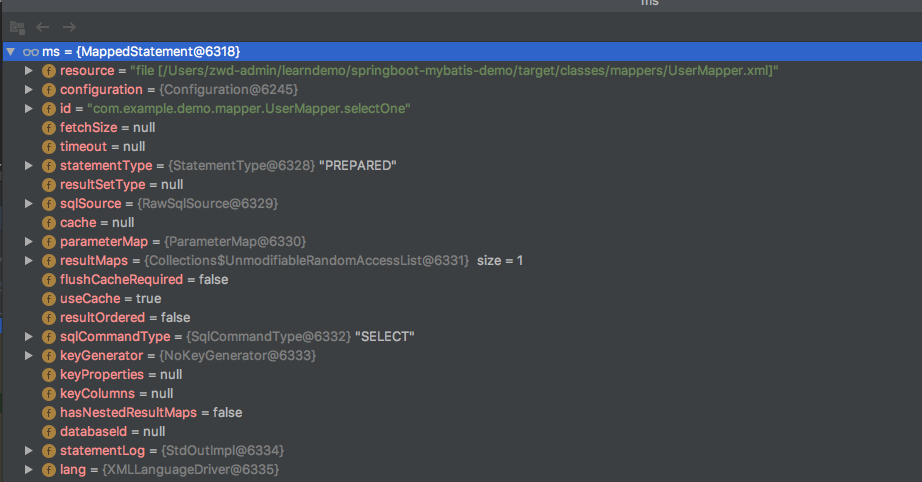 ms
ms = {MappedStatement@6318}
resource = "file [/Users/zwd-admin/learndemo/springboot-mybatis-demo/target/classes/mappers/UserMapper.xml]"
configuration = {Configuration@6245}
id = "com.example.demo.mapper.UserMapper.selectOne"
fetchSize = null
timeout = null
statementType = {StatementType@6328} "PREPARED"
resultSetType = null
sqlSource = {RawSqlSource@6329}
cache = null
parameterMap = {ParameterMap@6330}
resultMaps = {Collections$UnmodifiableRandomAccessList@6331} size = 1
flushCacheRequired = false
useCache = true
resultOrdered = false
sqlCommandType = {SqlCommandType@6332} "SELECT"
keyGenerator = {NoKeyGenerator@6333}
keyProperties = null
keyColumns = null
hasNestedResultMaps = false
databaseId = null
statementLog = {StdOutImpl@6334}
lang = {XMLLanguageDriver@6335}